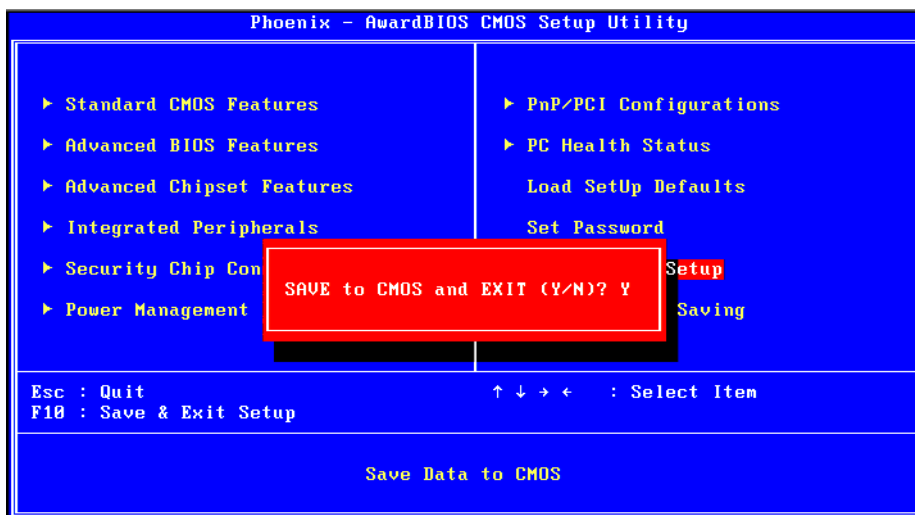 Phoenix - AwardBIOS CMOS Setup Utility
► Standard CMOS Features
► Advanced BIOS Features
► Advanced Chipset Features
► Integrated Peripherals
► Security Chip Con
► Power Management
► PnP/PCI Configurations
► PC Health Status
Load SetUp Defaults
Set Password
Setup
Saving
SAVE to CMOS and EXIT (Y/N)? Y
Esc : Quit
F10 : Save & Exit Setup
↑ ↓ → ← : Select Item
Save Data to CMOS